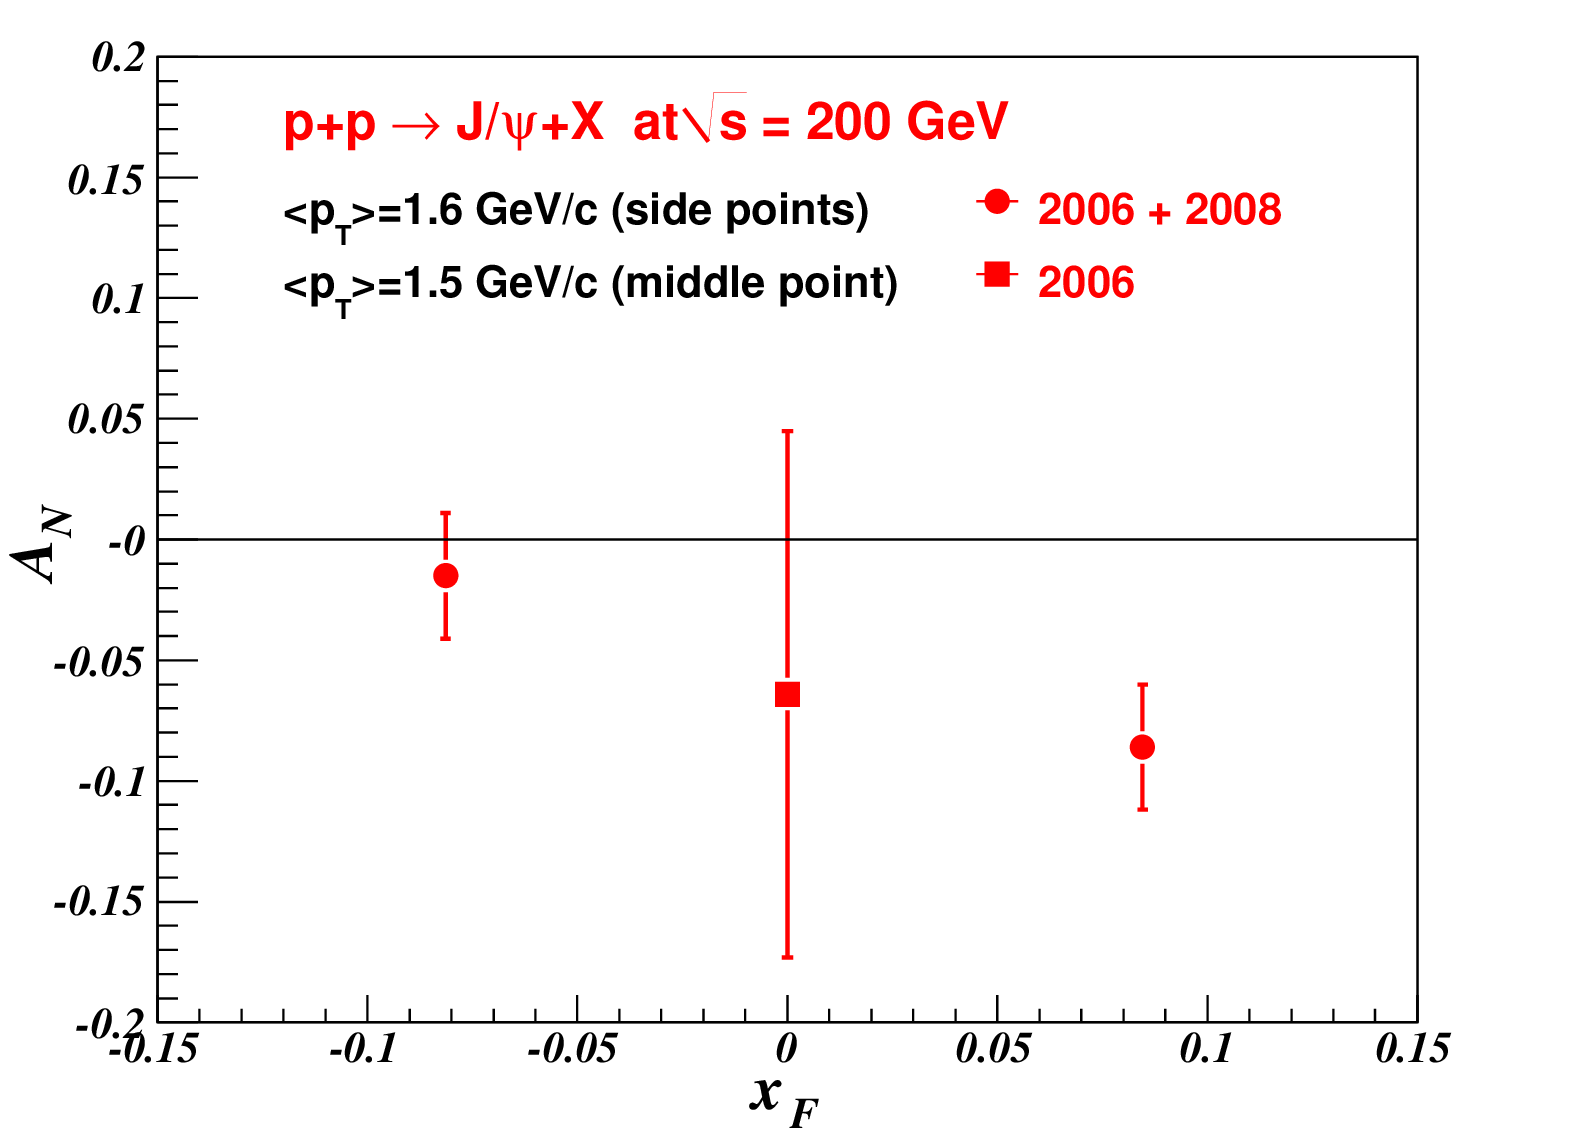 0.2
p+p → J/ψ+X at√s = 200 GeV
0.15
<p_T>=1.6 GeV/c (side points)
2006 + 2008
<p_T>=1.5 GeV/c (middle point)
2006
0.1
0.05
-0
-0.05
-0.1
-0.15
-0.2
A_N
-0.15 -0.1 -0.05 0 0.05 0.1 0.15
x_F